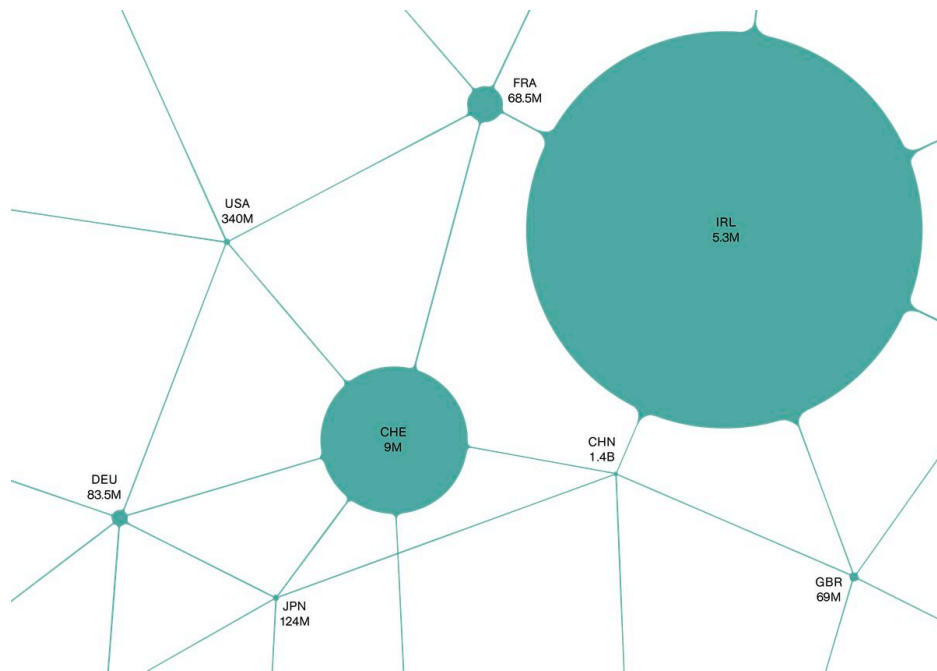 FRA
68.5M
USA
340M
IRL
5.3M
CHE
9M
CHN
1.4B
DEU
83.5M
GBR
69M
JPN
124M